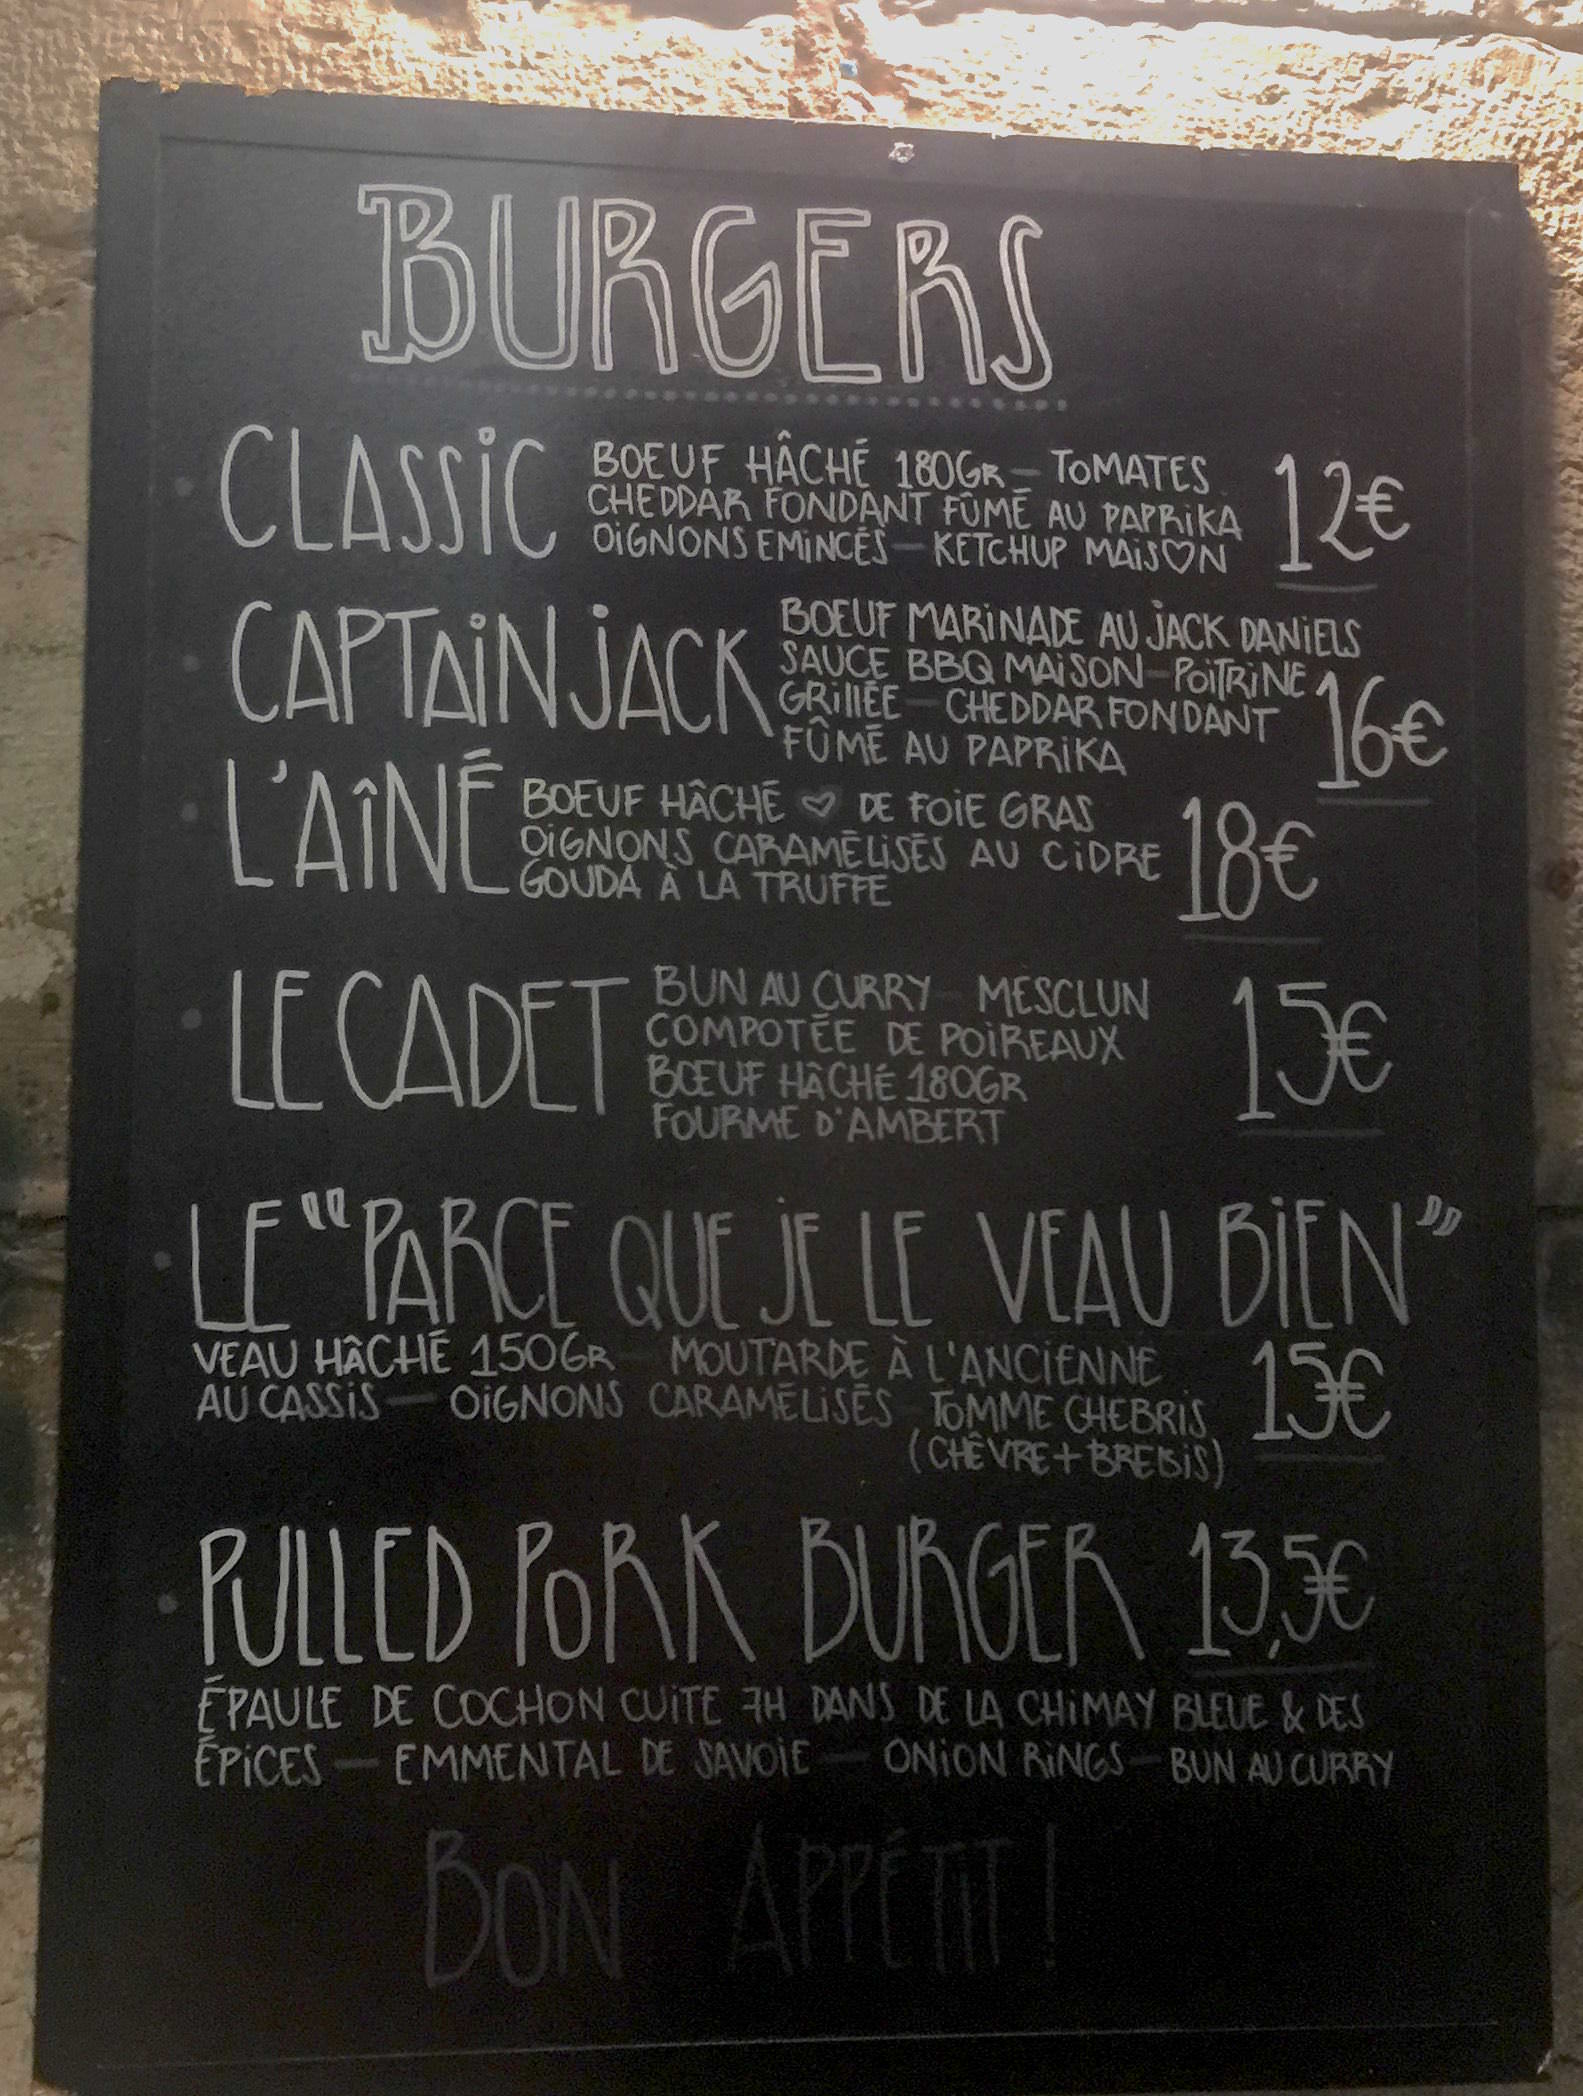 BURGERS
CLASSIC
BOEUF HÂCHÉ 180GR - TOMATES
CHEDDAR FONDANT FÛMÉ AU PAPRIKA
OIGNONS EMINCÉS - KETCHUP MAIS♡N
12€
CAPTAIN JACK
BOEUF MARINADE AU JACK DANIELS
SAUCE BBQ MAISON - POITRINE
GRILLÉE - CHEDDAR FONDANT
FÛMÉ AU PAPRIKA
16€
L'AÎNÉ
BOEUF HÂCHÉ ♡ DE FOIE GRAS
OIGNONS CARAMÉLISÉS AU CIDRE
GOUDA À LA TRUFFE
18€
LE CADET
BUN AU CURRY - MESCLUN
COMPOTÉE DE POIREAUX
BŒUF HÂCHÉ 180GR
FOURME D'AMBERT
15€
LE "PARCE QUE JE LE VEAU BIEN"
VEAU HÂCHÉ 150GR - MOUTARDE À L'ANCIENNE
AU CASSIS - OIGNONS CARAMÉLISÉS - TOMME CHEBRIS
(CHÈVRE + BREBIS)
15€
PULLED PORK BURGER 13,5€
ÉPAULE DE COCHON CUITE 7H DANS DE LA CHIMAY BLEUE & DES
ÉPICES - EMMENTAL DE SAVOIE - ONION RINGS - BUN AU CURRY
BON APPÉTIT !